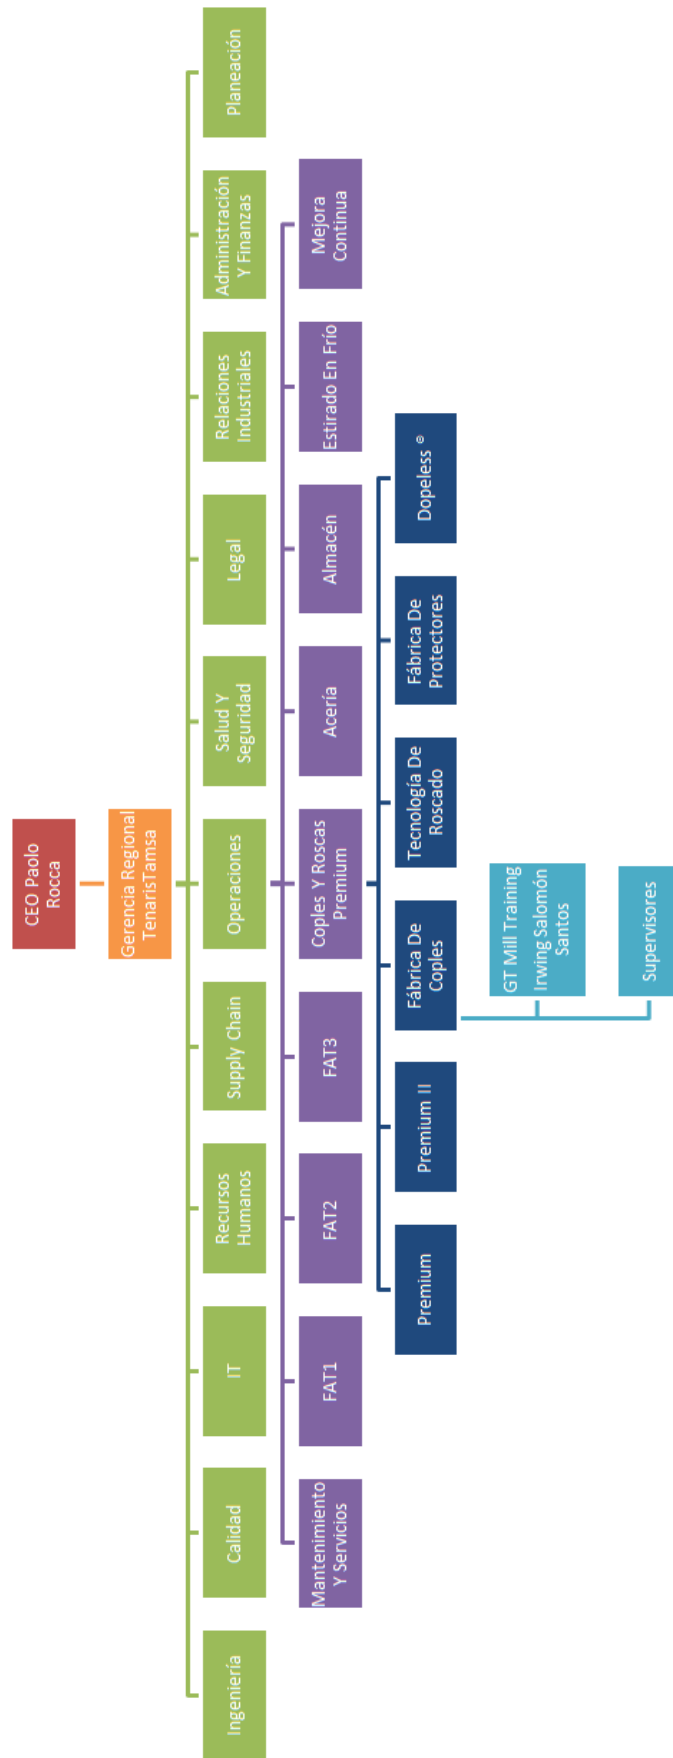 CEO Paolo
Rocca
Gerencia Regional
TenarisTamsa
Ingeniería
Calidad
IT
Recursos
Humanos
Supply Chain
Operaciones
Salud Y
Seguridad
Legal
Relaciones
Industriales
Administración
Y Finanzas
Planeación
Mantenimiento
Y Servicios
FAT1
FAT2
FAT3
Coples Y Roscas
Premium
Acería
Almacén
Estirado En Frío
Mejora
Continua
Premium
Premium II
Fábrica De
Coples
Tecnología De
Roscado
Fábrica De
Protectores
Dopeless ®
GT Mill Training
Irwing Salomón
Santos
Supervisores